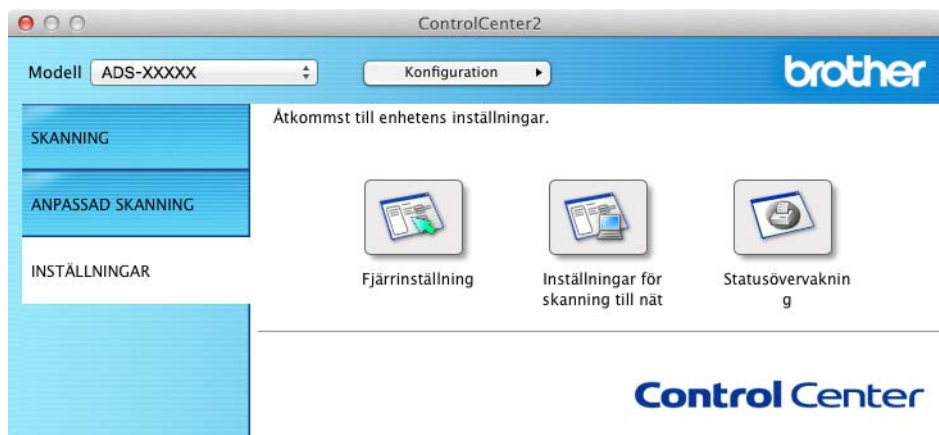 ControlCenter2
Modell ADS-XXXXX Konfiguration brother
SKANNING
ANPASSAD SKANNING
INSTÄLLNINGAR
Åtkommst till enhetens inställningar.
Fjärrinställning
Inställningar för
skanning till nät
Statusövervaknin
g
Control Center